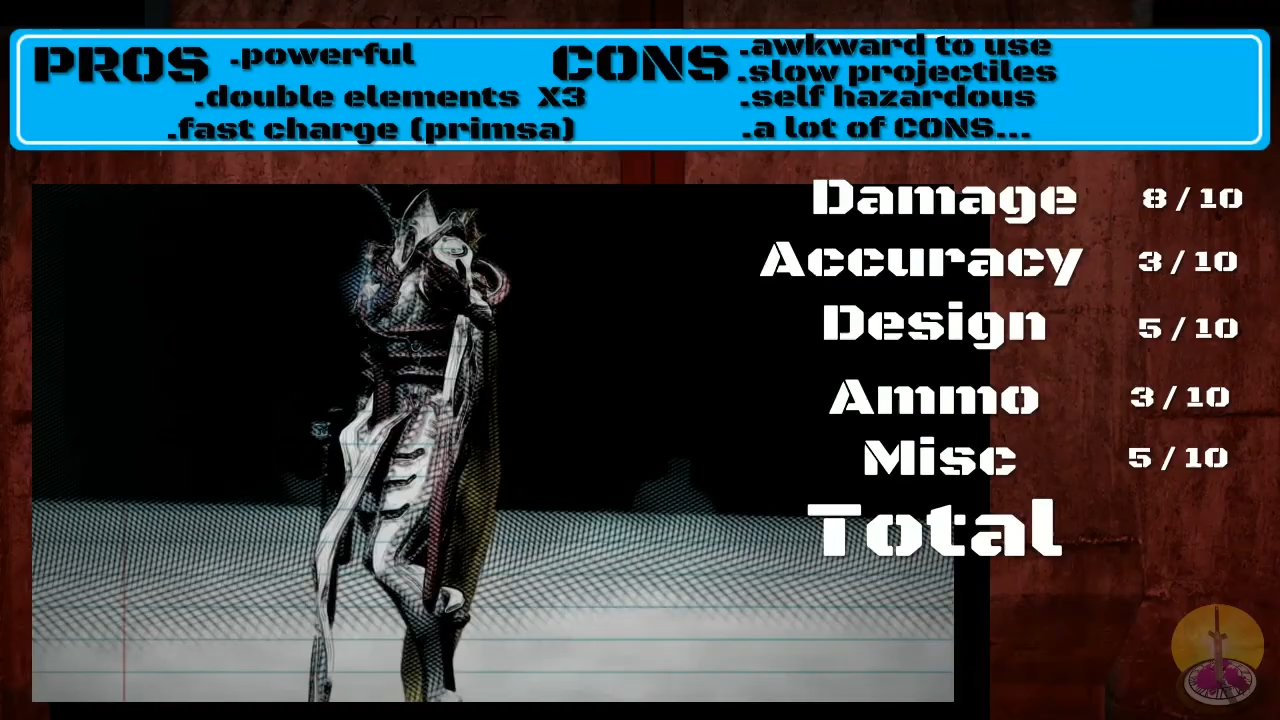 SHAPE
PROS .powerful
.double elements X3
.fast charge (primsa)
CONS .awkward to use
.slow projectiles
.self hazardous
.a lot of CONS...
Damage 8 / 10
Accuracy 3 / 10
Design 5 / 10
Ammo 3 / 10
Misc 5 / 10
Total